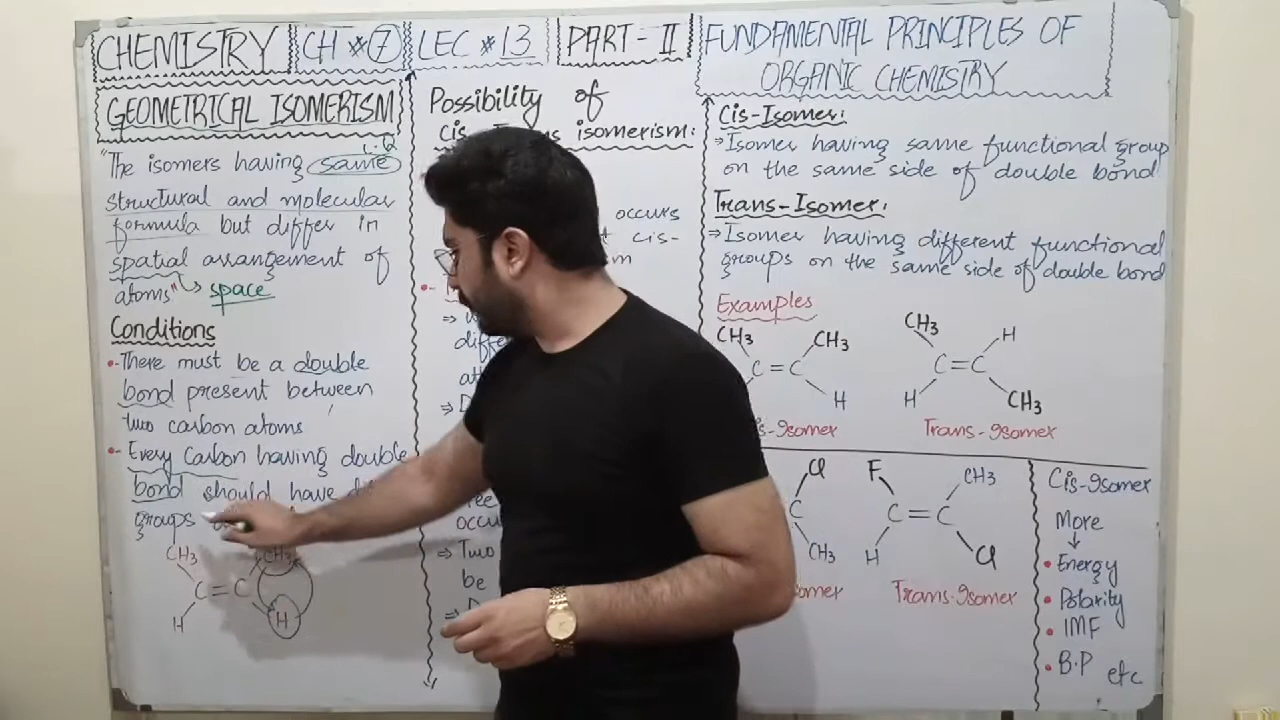 CHEMISTRY CH # 7 LEC # 13 PART - II FUNDAMENTAL PRINCIPLES OF
ORGANIC CHEMISTRY
GEOMETRICAL ISOMERISM
"The isomers having same
structural and molecular
formula but differ in
spatial arrangement of
atoms" space
Conditions
There must be a double
bond present between
two carbon atoms
Every Carbon having double
bond should have
groups
CH3 CH3
C = C
H H
Possibility of
isomerism:
occurs
cis-
occu
⇒ Two
be
Cis-Isomer:
⇒ Isomer having same functional group
on the same side of double bond
Trans-Isomer:
⇒ Isomer having different functional
groups on the same side of double bond
Examples
CH3 CH3
C = C
H
Trans-Isomer
CH3 H
C = C
H CH3
Cl
C
CH3
F CH3
C = C
H Cl
Trans-Isomer
Cis-Isomer
More
↓
Energy
Polarity
IMF
B.P etc